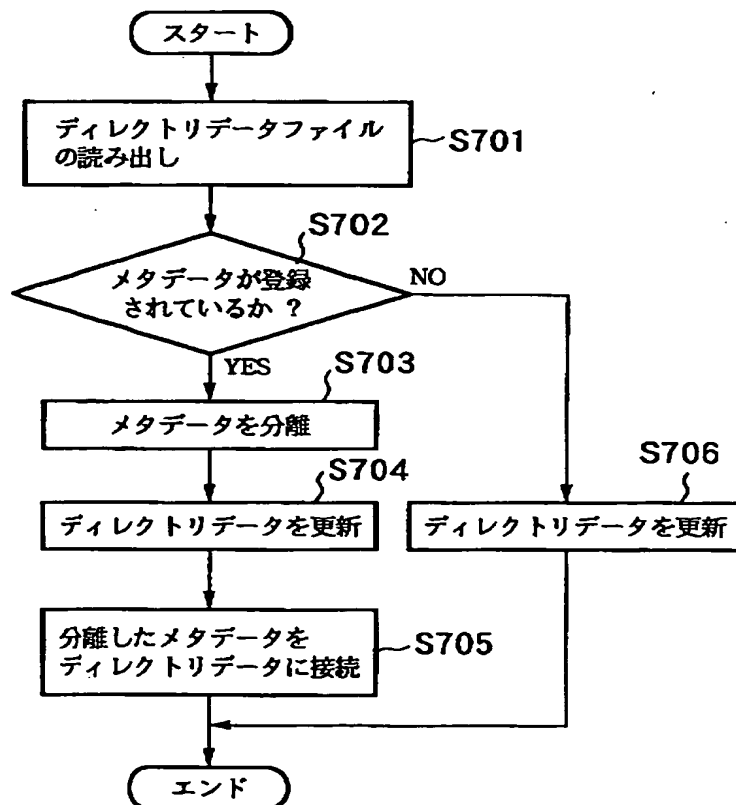 スタート
ディレクトリデータファイル
の読み出し
S701
S702
メタデータが登録
されているか ?
NO
YES
S703
メタデータを分離
S704
ディレクトリデータを更新
S706
ディレクトリデータを更新
分離したメタデータを
ディレクトリデータに接続
S705
エンド